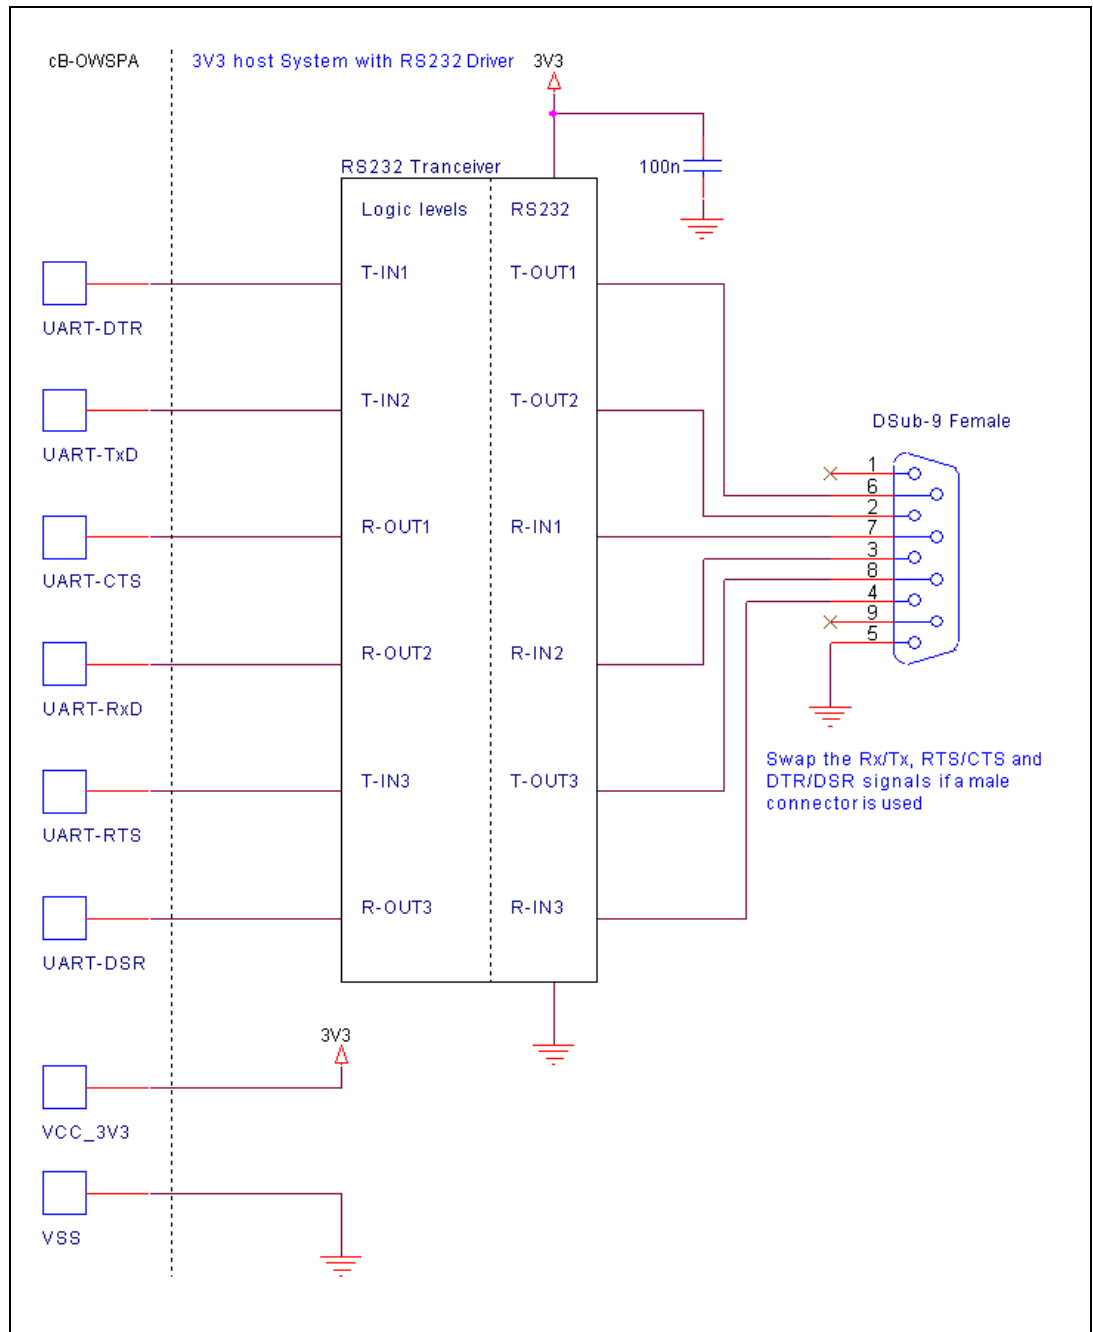 cB-OWSPA
3V3 host System with RS232 Driver
3V3
100n
RS232 Tranceiver
Logic levels
RS232
T-IN1
T-OUT1
UART-DTR
T-IN2
T-OUT2
UART-TxD
R-OUT1
R-IN1
UART-CTS
R-OUT2
R-IN2
UART-RxD
T-IN3
T-OUT3
UART-RTS
R-OUT3
R-IN3
UART-DSR
DSub-9 Female
1
6
2
7
3
8
4
9
5
Swap the Rx/Tx, RTS/CTS and
DTR/DSR signals if a male
connector is used
3V3
VCC_3V3
VSS